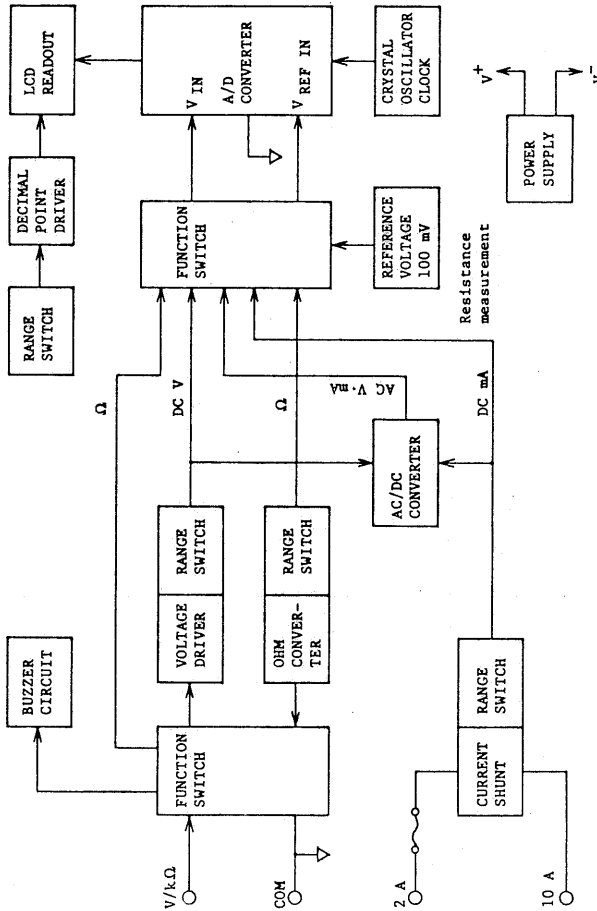 BUZZER
CIRCUIT
RANGE
SWITCH
DECIMAL
POINT
DRIVER
LCD
READOUT
Ω
V/kΩ
COM
FUNCTION
SWITCH
VOLTAGE
DRIVER
RANGE
SWITCH
DC V
OHM
CONVER-
TER
RANGE
SWITCH
Ω
FUNCTION
SWITCH
V IN
A/D
CONVERTER
V REF IN
AC V·mA
AC/DC
CONVERTER
REFERENCE
VOLTAGE
100 mV
CRYSTAL
OSCILLATOR
CLOCK
2 A
10 A
CURRENT
SHUNT
RANGE
SWITCH
DC mA
Resistance
measurement
POWER
SUPPLY
V+
V-